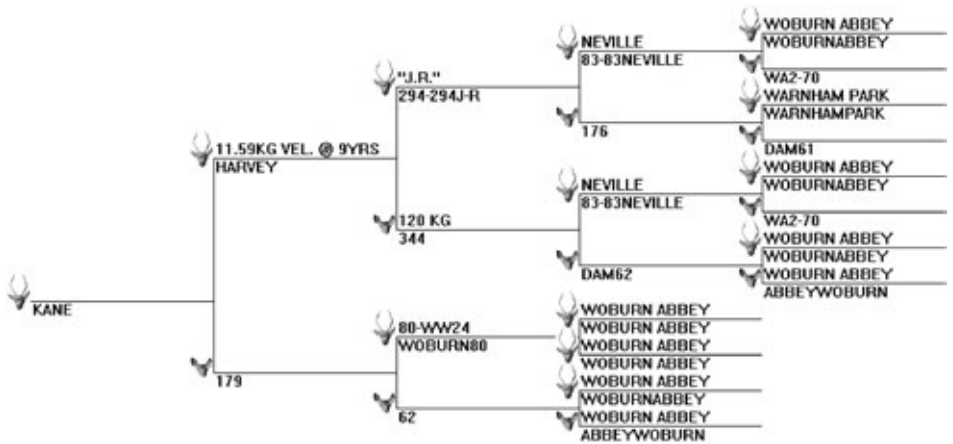 WOBURN ABBEY
WOBURNABBEY
NEVILLE
83-83NEVILLE
WA2-70
"J.R."
294-294J-R
WARNHAM PARK
WARNHAMPARK
176
DAM61
11.59KG VEL. @ 9YRS
HARVEY
WOBURN ABBEY
WOBURNABBEY
NEVILLE
83-83NEVILLE
WA2-70
120 KG
344
WOBURN ABBEY
WOBURNABBEY
DAM62
WOBURN ABBEY
ABBEYWOBURN
KANE
WOBURN ABBEY
WOBURN ABBEY
80-WW24
WOBURN80
WOBURN ABBEY
WOBURN ABBEY
179
WOBURN ABBEY
WOBURNABBEY
62
WOBURN ABBEY
ABBEYWOBURN